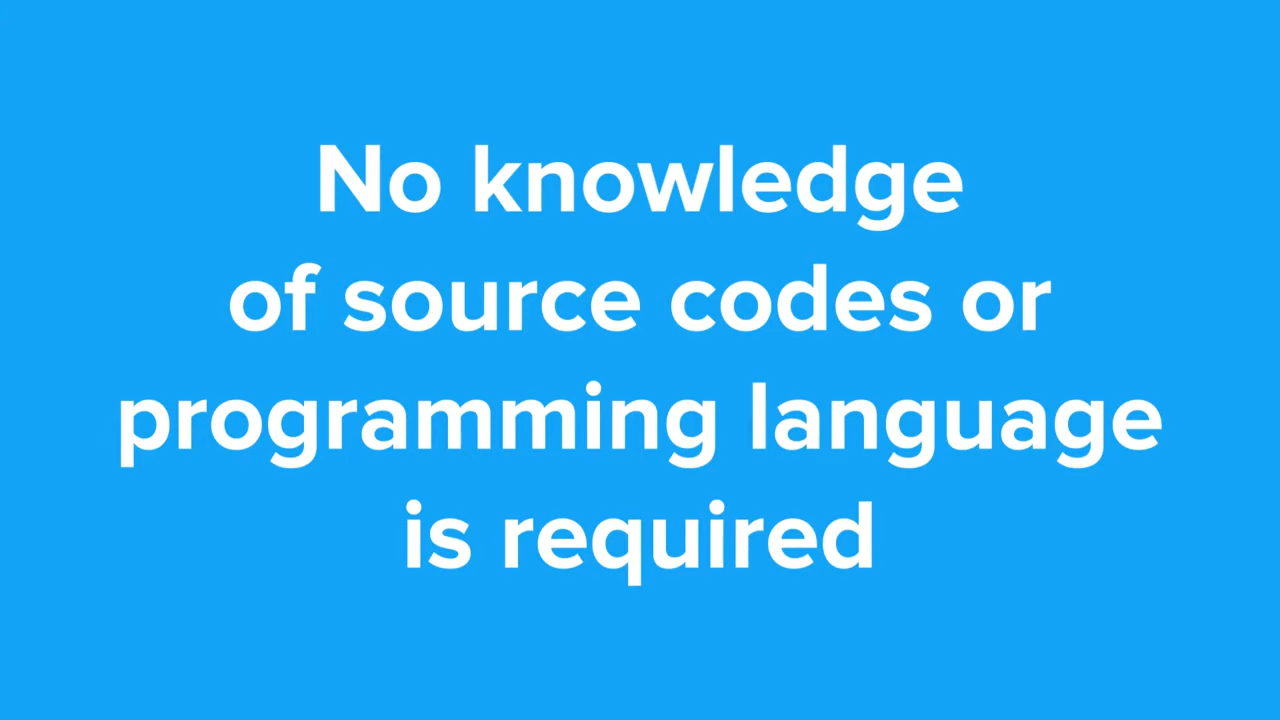 No knowledge
of source codes or
programming language
is required